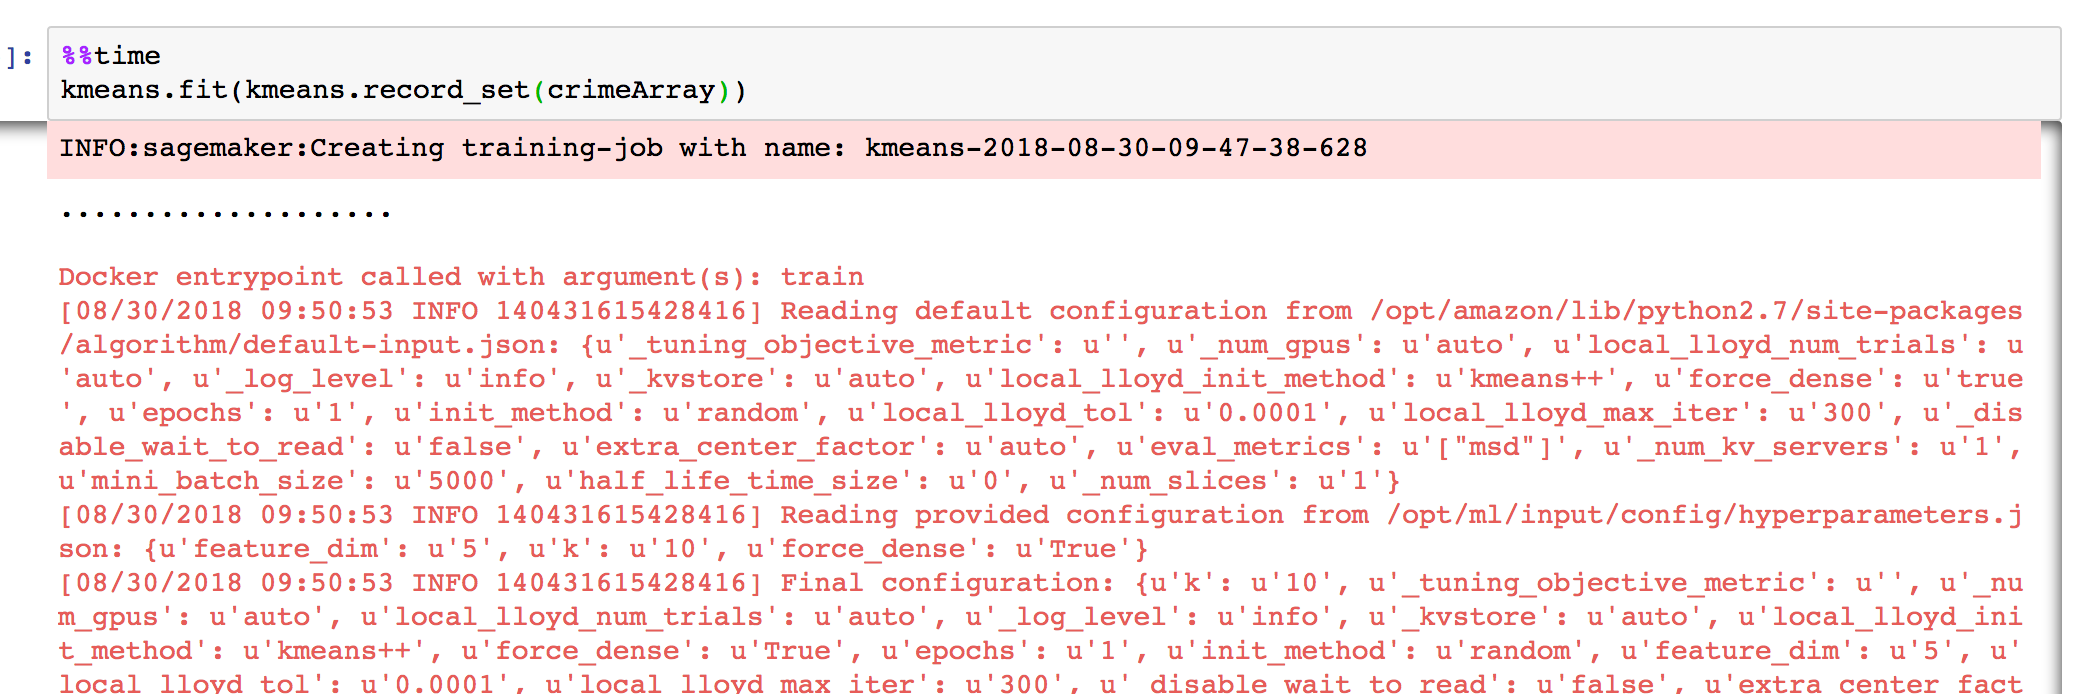 ]:
%%time
kmeans.fit(kmeans.record_set(crimeArray))
INFO:sagemaker:Creating training-job with name: kmeans-2018-08-30-09-47-38-628
....................
Docker entrypoint called with argument(s): train
[08/30/2018 09:50:53 INFO 140431615428416] Reading default configuration from /opt/amazon/lib/python2.7/site-packages
/algorithm/default-input.json: {u'_tuning_objective_metric': u'', u'_num_gpus': u'auto', u'local_lloyd_num_trials': u
'auto', u'_log_level': u'info', u'_kvstore': u'auto', u'local_lloyd_init_method': u'kmeans++', u'force_dense': u'true
', u'epochs': u'1', u'init_method': u'random', u'local_lloyd_tol': u'0.0001', u'local_lloyd_max_iter': u'300', u'_dis
able_wait_to_read': u'false', u'extra_center_factor': u'auto', u'eval_metrics': u'["msd"]', u'_num_kv_servers': u'1',
u'mini_batch_size': u'5000', u'half_life_time_size': u'0', u'_num_slices': u'1'}
[08/30/2018 09:50:53 INFO 140431615428416] Reading provided configuration from /opt/ml/input/config/hyperparameters.j
son: {u'feature_dim': u'5', u'k': u'10', u'force_dense': u'True'}
[08/30/2018 09:50:53 INFO 140431615428416] Final configuration: {u'k': u'10', u'_tuning_objective_metric': u'', u'_nu
m_gpus': u'auto', u'local_lloyd_num_trials': u'auto', u'_log_level': u'info', u'_kvstore': u'auto', u'local_lloyd_ini
t_method': u'kmeans++', u'force_dense': u'True', u'epochs': u'1', u'init_method': u'random', u'feature_dim': u'5', u'
local_lloyd_tol': u'0.0001', u'local_lloyd_max_iter': u'300', u'_disable_wait_to_read': u'false', u'extra_center_fact